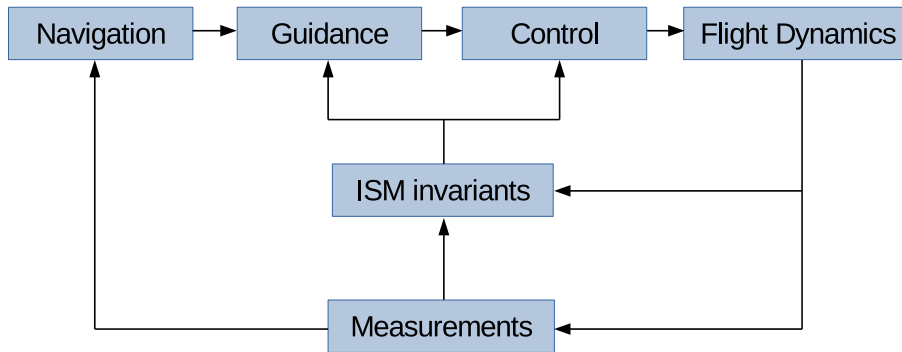 Navigation
Guidance
Control
Flight Dynamics
ISM invariants
Measurements